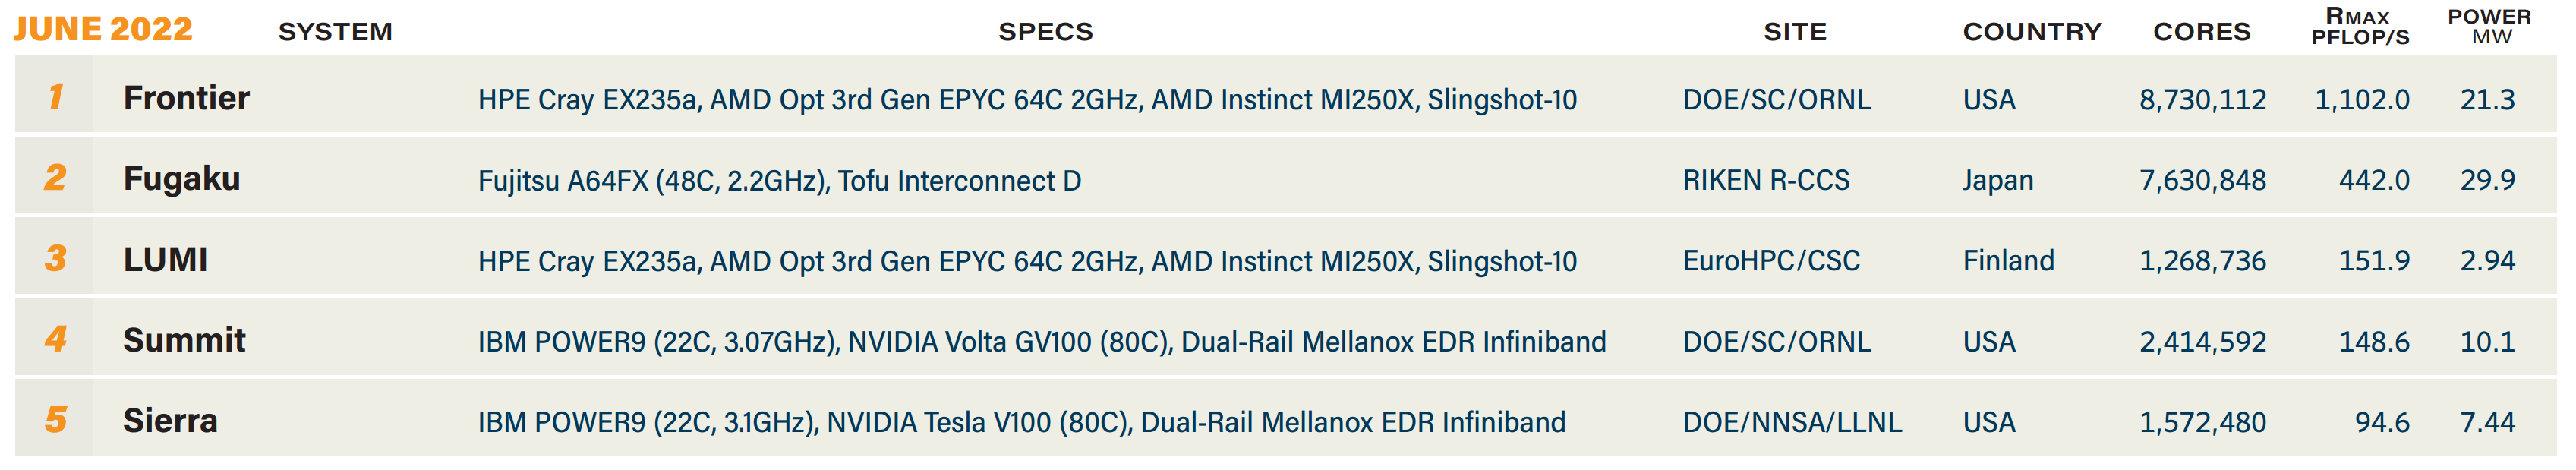 JUNE 2022 SYSTEM SPECS SITE COUNTRY CORES RMAX PFLOP/S POWER MW
1 Frontier HPE Cray EX235a, AMD Opt 3rd Gen EPYC 64C 2GHz, AMD Instinct MI250X, Slingshot-10 DOE/SC/ORNL USA 8,730,112 1,102.0 21.3
2 Fugaku Fujitsu A64FX (48C, 2.2GHz), Tofu Interconnect D RIKEN R-CCS Japan 7,630,848 442.0 29.9
3 LUMI HPE Cray EX235a, AMD Opt 3rd Gen EPYC 64C 2GHz, AMD Instinct MI250X, Slingshot-10 EuroHPC/CSC Finland 1,268,736 151.9 2.94
4 Summit IBM POWER9 (22C, 3.07GHz), NVIDIA Volta GV100 (80C), Dual-Rail Mellanox EDR Infiniband DOE/SC/ORNL USA 2,414,592 148.6 10.1
5 Sierra IBM POWER9 (22C, 3.1GHz), NVIDIA Tesla V100 (80C), Dual-Rail Mellanox EDR Infiniband DOE/NNSA/LLNL USA 1,572,480 94.6 7.44